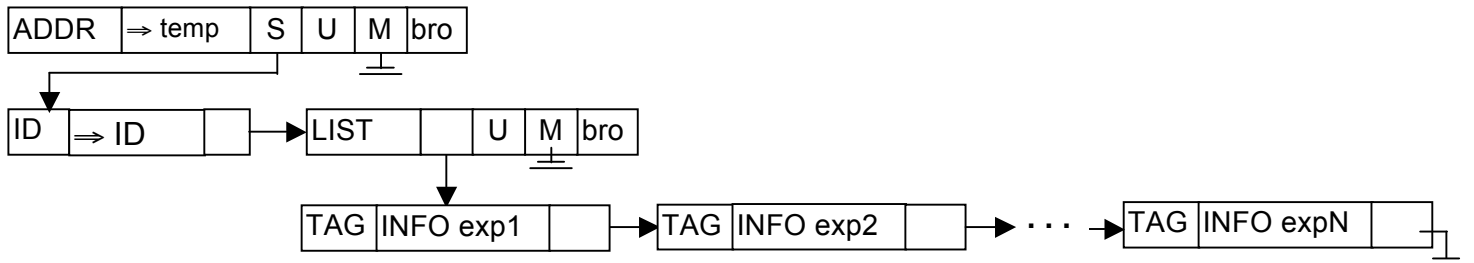 ADDR ⇒ temp S U M bro
ID ⇒ ID LIST U M bro
TAG INFO exp1 TAG INFO exp2 · · · TAG INFO expN